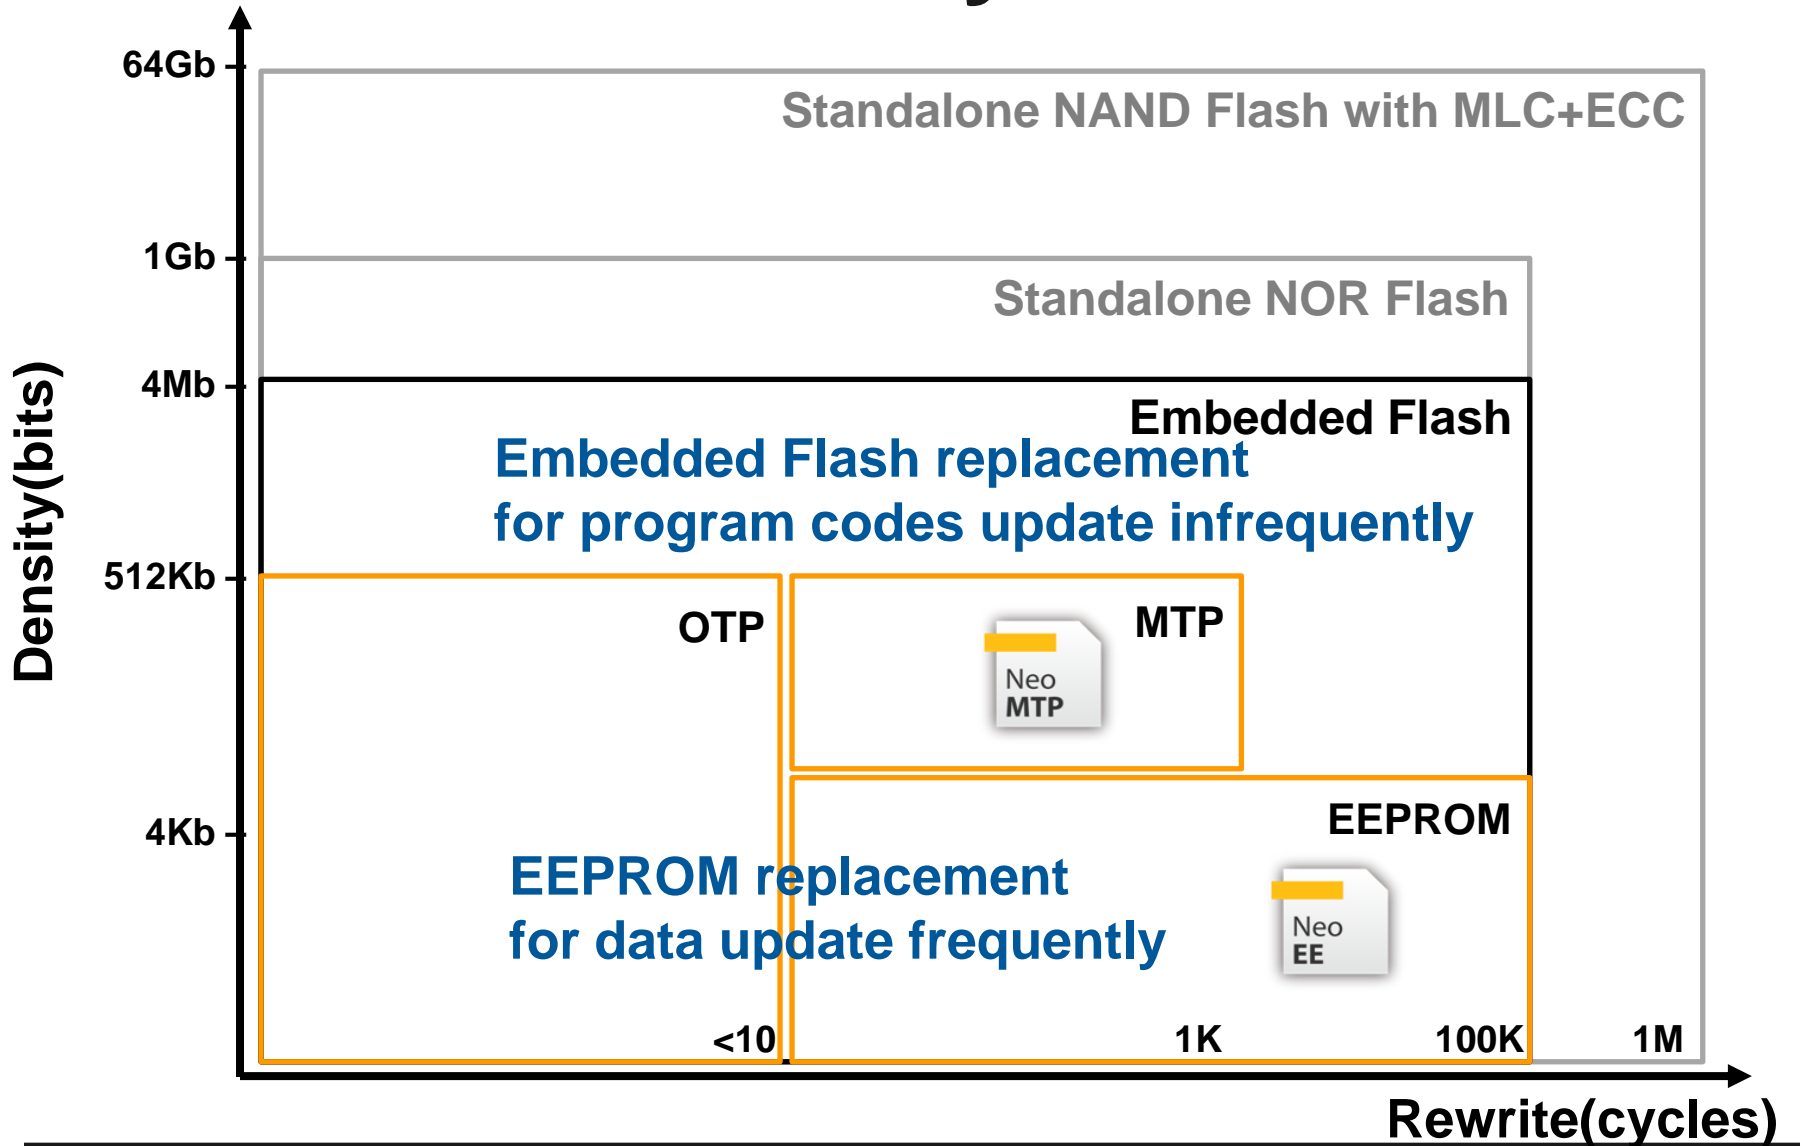 64Gb
Standalone NAND Flash with MLC+ECC
1Gb
Standalone NOR Flash
4Mb
Embedded Flash
Embedded Flash replacement
for program codes update infrequently
Density(bits)
512Kb
OTP
MTP
Neo
MTP
EEPROM
4Kb
EEPROM replacement
for data update frequently
Neo
EE
<10
1K
100K
1M
Rewrite(cycles)